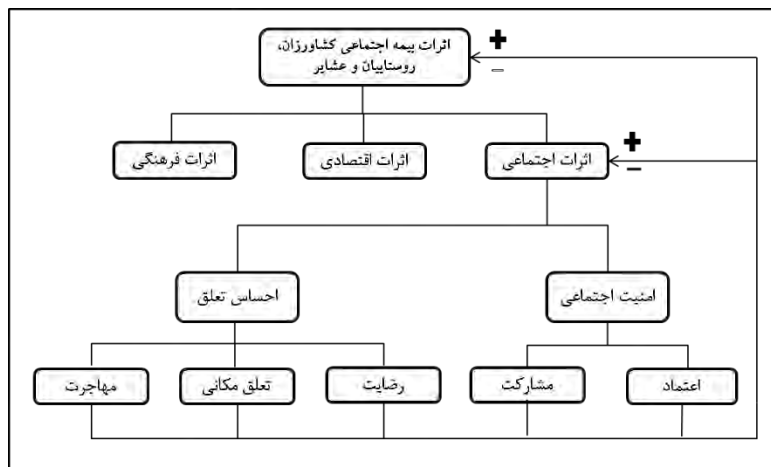 اثرات بیمه اجتماعی کشاورزان،
روستاییان و عشایر
+
–
اثرات اجتماعی
اثرات اقتصادی
اثرات فرهنگی
+
–
امنیت اجتماعی
احساس تعلق
اعتماد
مشارکت
رضایت
تعلق مکانی
مهاجرت